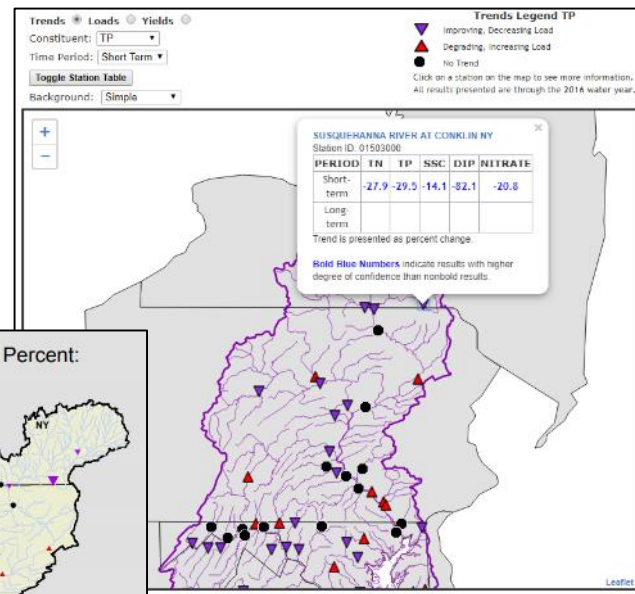 Trends Loads Yields
Constituent: TP
Time Period: Short Term
Toggle Station Table
Background: Simple
Trends Legend TP
Improving, Decreasing Load
Degrading, Increasing Load
No Trend
Click on a station on the map to see more information.
All results presented are through the 2016 water year.
+
−
×
SUSQUEHANNA RIVER AT CONKLIN NY
Station ID: 01503000
PERIOD TN TP SSC DIP NITRATE
Short-term -27.9 -29.5 -14.1 -82.1 -20.8
Long-term
Trend is presented as percent change.
Bold Blue Numbers indicate results with higher
degree of confidence than nonbold results.
Percent:
NY
Leaflet